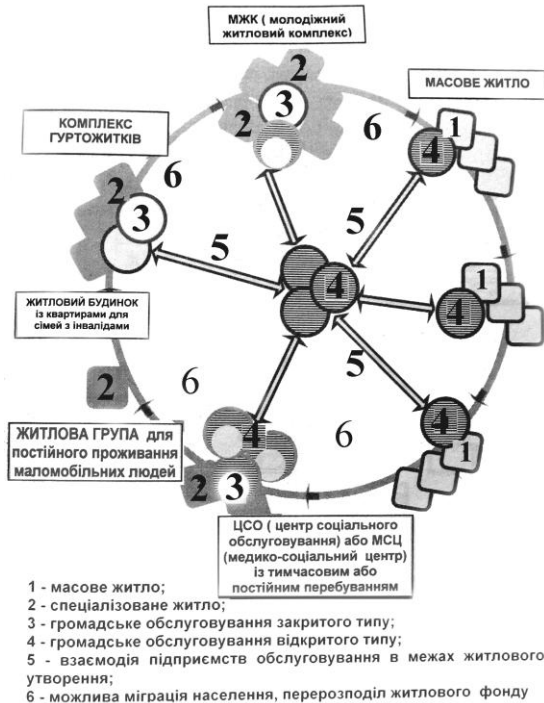 МЖК ( молодіжний
житловий комплекс)
2
3
2
6
МАСОВЕ ЖИТЛО
1
4
КОМПЛЕКС
ГУРТОЖИТКІВ
6
2
3
5
5
4
1
4
ЖИТЛОВИЙ БУДИНОК
із квартирами для
сімей з інвалідами
2
6
5
6
4
1
ЖИТЛОВА ГРУПА для
постійного проживання
маломобільних людей
4
2
3
ЦСО ( центр соціального
обслуговування) або МСЦ
(медико-соціальний центр)
із тимчасовим або
постійним перебуванням
1 - масове житло;
2 - спеціалізоване житло;
3 - громадське обслуговування закритого типу;
4 - громадське обслуговування відкритого типу;
5 - взаємодія підприємств обслуговування в межах житлового
утворення;
6 - можлива міграція населення, перерозподіл житлового фонду